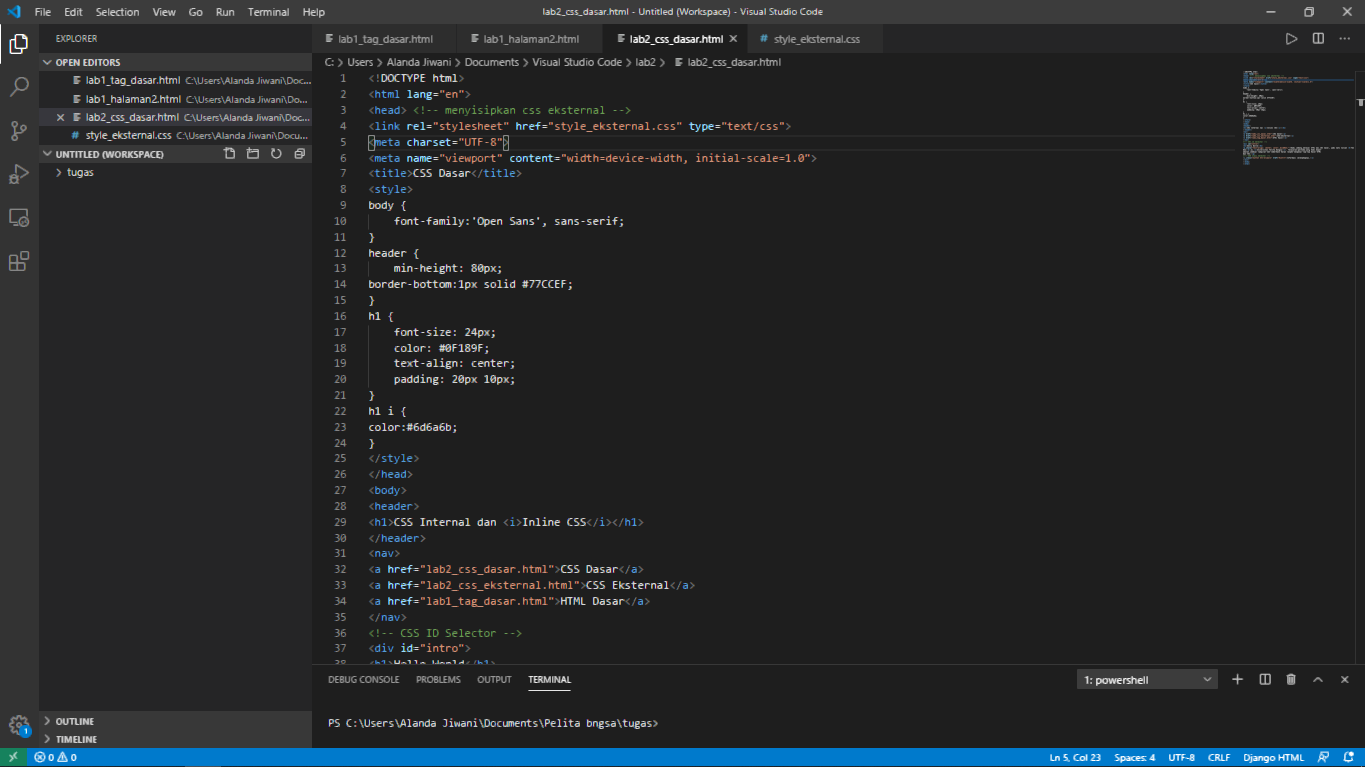 File Edit Selection View Go Run Terminal Help
lab2_css_dasar.html - Untitled (Workspace) - Visual Studio Code
EXPLORER
OPEN EDITORS
lab1_tag_dasar.html C:\Users\Alanda Jiwani\Doc...
lab1_halaman2.html C:\Users\Alanda Jiwani\Do...
lab2_css_dasar.html C:\Users\Alanda Jiwani\Doc...
# style_eksternal.css C:\Users\Alanda Jiwani\Docu...
UNTITLED (WORKSPACE)
tugas
OUTLINE
TIMELINE
lab1_tag_dasar.html
lab1_halaman2.html
lab2_css_dasar.html
# style_eksternal.css
C: > Users > Alanda Jiwani > Documents > Visual Studio Code > lab2 > lab2_css_dasar.html
1 <!DOCTYPE html>
2 <html lang="en">
3 <head> <!-- menyisipkan css eksternal -->
4 <link rel="stylesheet" href="style_eksternal.css" type="text/css">
5 <meta charset="UTF-8">
6 <meta name="viewport" content="width=device-width, initial-scale=1.0">
7 <title>CSS Dasar</title>
8 <style>
9 body {
10 font-family:'Open Sans', sans-serif;
11 }
12 header {
13 min-height: 80px;
14 border-bottom:1px solid #77CCEF;
15 }
16 h1 {
17 font-size: 24px;
18 color: #0F189F;
19 text-align: center;
20 padding: 20px 10px;
21 }
22 h1 i {
23 color:#6d6a6b;
24 }
25 </style>
26 </head>
27 <body>
28 <header>
29 <h1>CSS Internal dan <i>Inline CSS</i></h1>
30 </header>
31 <nav>
32 <a href="lab2_css_dasar.html">CSS Dasar</a>
33 <a href="lab2_css_eksternal.html">CSS Eksternal</a>
34 <a href="lab1_tag_dasar.html">HTML Dasar</a>
35 </nav>
36 <!-- CSS ID Selector -->
37 <div id="intro">
38 <h1>Hello World</h1>
DEBUG CONSOLE PROBLEMS OUTPUT TERMINAL
1: powershell
PS C:\Users\Alanda Jiwani\Documents\Pelita bngsa\tugas>
1
0 0
Ln 5, Col 23 Spaces: 4 UTF-8 CRLF Django HTML